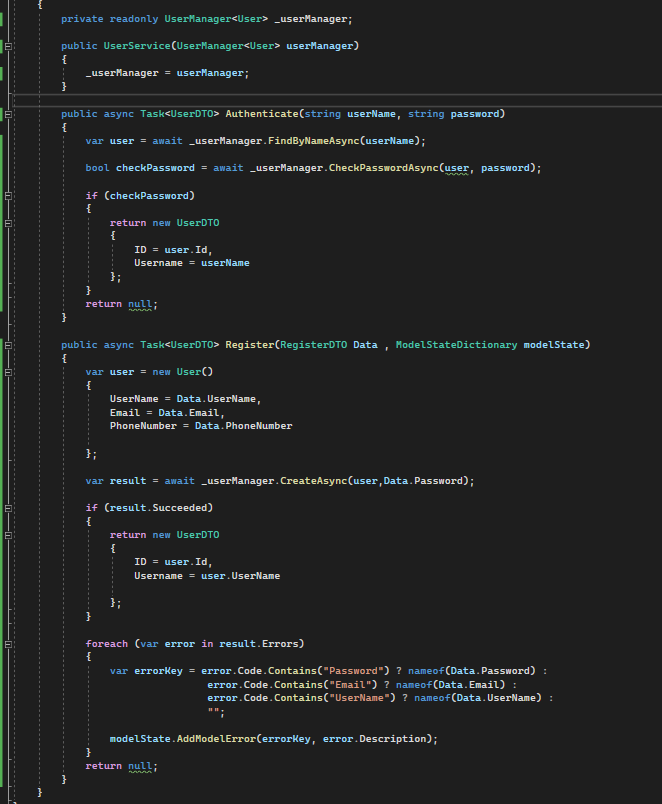 {
private readonly UserManager<User> _userManager;
public UserService(UserManager<User> userManager)
{
_userManager = userManager;
}
public async Task<UserDTO> Authenticate(string userName, string password)
{
var user = await _userManager.FindByNameAsync(userName);
bool checkPassword = await _userManager.CheckPasswordAsync(user, password);
if (checkPassword)
{
return new UserDTO
{
ID = user.Id,
Username = userName
};
}
return null;
}
public async Task<UserDTO> Register(RegisterDTO Data , ModelStateDictionary modelState)
{
var user = new User()
{
UserName = Data.UserName,
Email = Data.Email,
PhoneNumber = Data.PhoneNumber
};
var result = await _userManager.CreateAsync(user,Data.Password);
if (result.Succeeded)
{
return new UserDTO
{
ID = user.Id,
Username = user.UserName
};
}
foreach (var error in result.Errors)
{
var errorKey = error.Code.Contains("Password") ? nameof(Data.Password) :
error.Code.Contains("Email") ? nameof(Data.Email) :
error.Code.Contains("UserName") ? nameof(Data.UserName) :
"";
modelState.AddModelError(errorKey, error.Description);
}
return null;
}
}